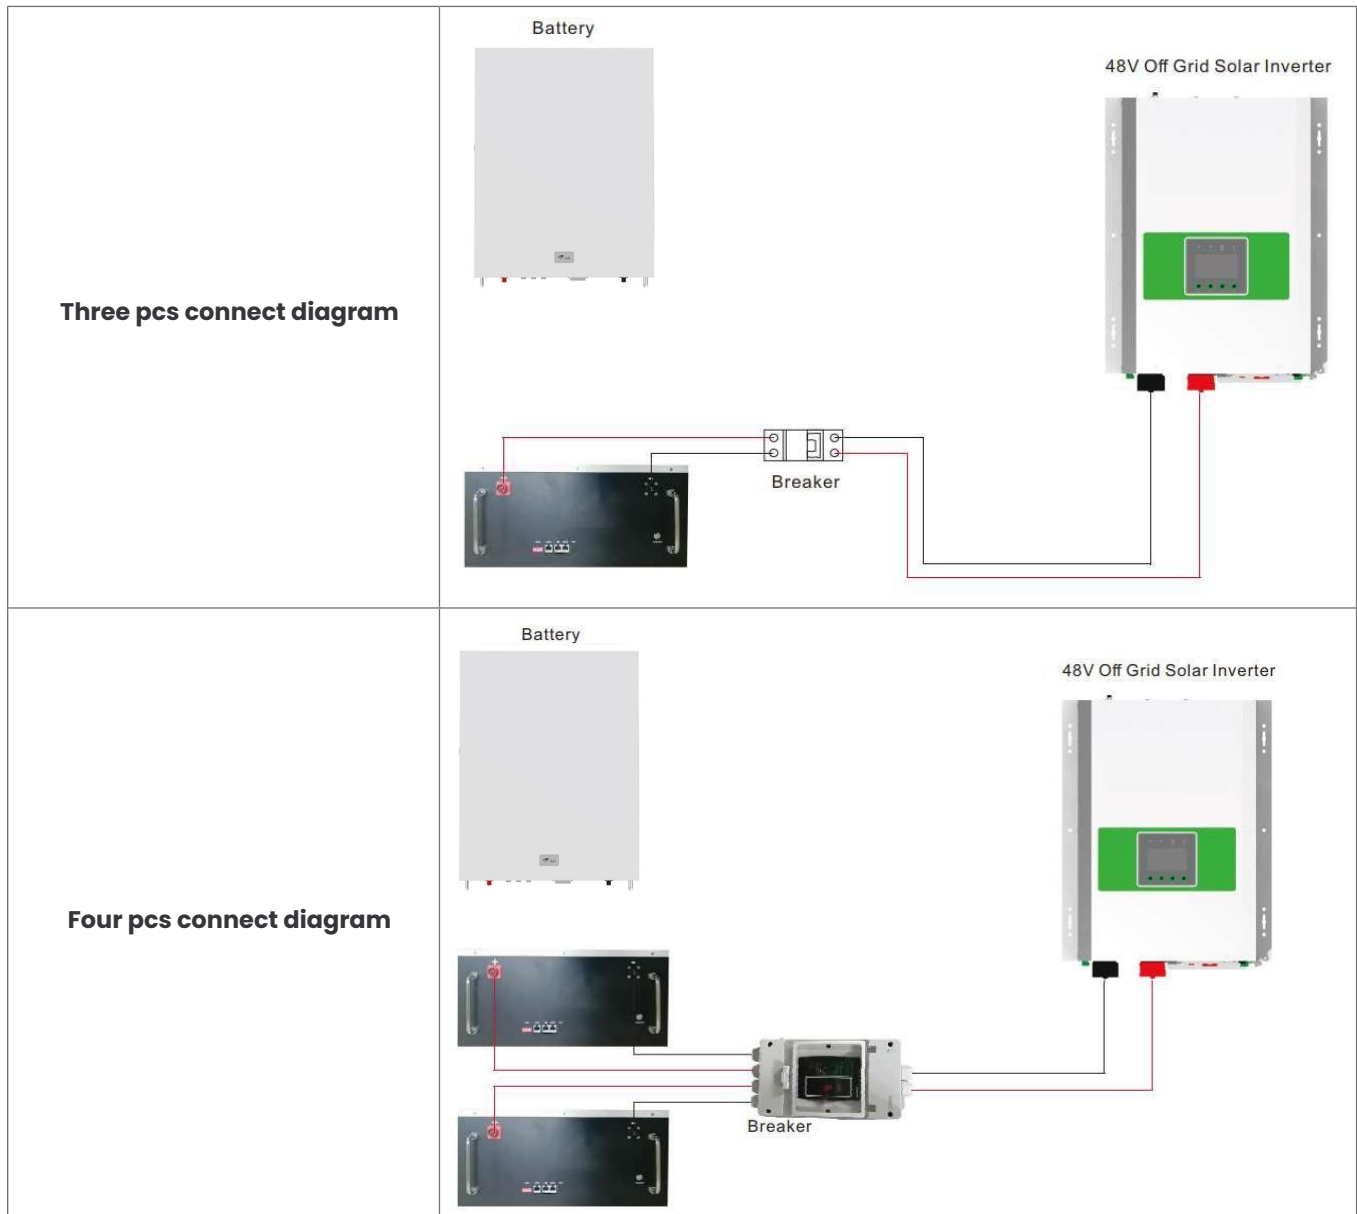 Three pcs connect diagram
Battery
48V Off Grid Solar Inverter
Breaker
Four pcs connect diagram
Battery
48V Off Grid Solar Inverter
Breaker